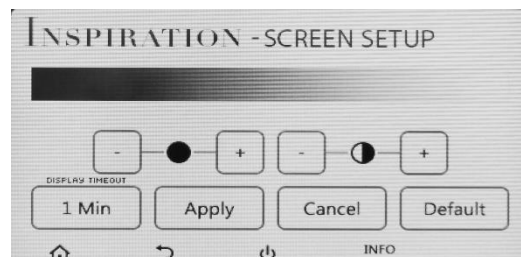 INSPIRATION - SCREEN SETUP
- + - +
DISPLAY TIMEOUT
1 Min Apply Cancel Default
INFO